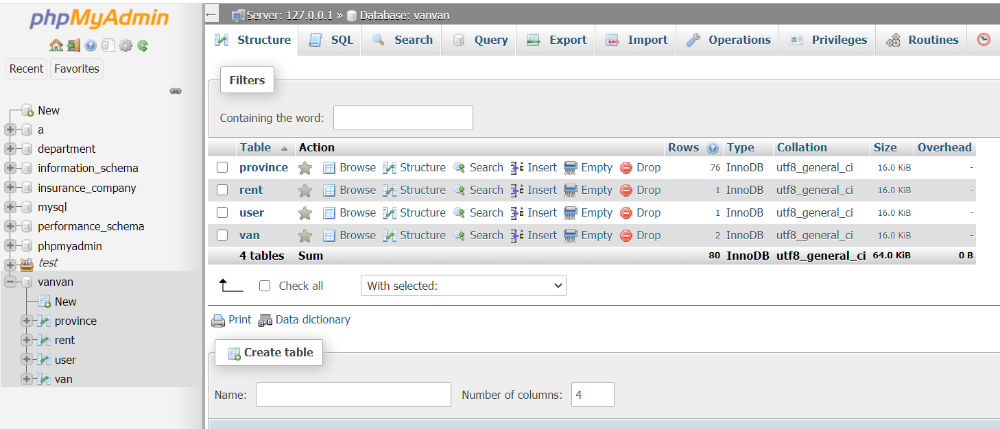 phpMyAdmin
Recent Favorites
New
a
department
information_schema
insurance_company
mysql
performance_schema
phpmyadmin
test
vanvan
New
province
rent
user
van
Server: 127.0.0.1 » Database: vanvan
Structure SQL Search Query Export Import Operations Privileges Routines
Filters
Containing the word:
Table Action Rows Type Collation Size Overhead
province Browse Structure Search Insert Empty Drop 76 InnoDB utf8_general_ci 16.0 KiB -
rent Browse Structure Search Insert Empty Drop 1 InnoDB utf8_general_ci 16.0 KiB -
user Browse Structure Search Insert Empty Drop 1 InnoDB utf8_general_ci 16.0 KiB -
van Browse Structure Search Insert Empty Drop 2 InnoDB utf8_general_ci 16.0 KiB -
4 tables Sum 80 InnoDB utf8_general_ci 64.0 KiB 0 B
Check all With selected:
Print Data dictionary
Create table
Name: Number of columns: 4